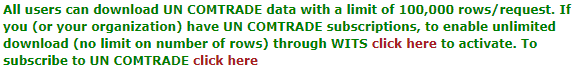 All users can download UN COMTRADE data with a limit of 100,000 rows/request. If
you (or your organization) have UN COMTRADE subscriptions, to enable unlimited
download (no limit on number of rows) through WITS click here to activate. To
subscribe to UN COMTRADE click here